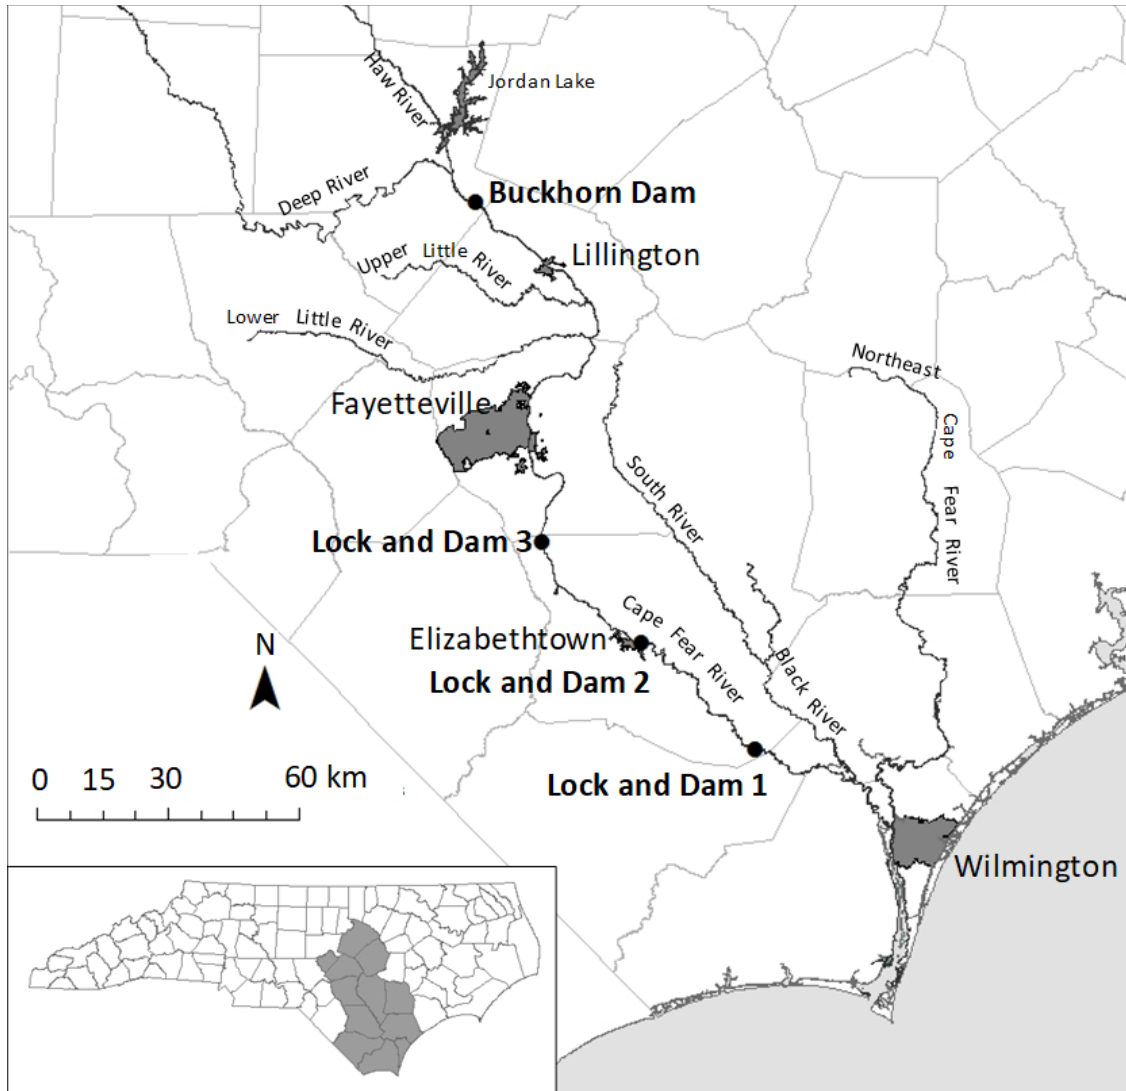 Haw River
Jordan Lake
Buckhorn Dam
Deep River
Upper Little River
Lillington
Lower Little River
Northeast Cape Fear River
Fayetteville
South River
Lock and Dam 3
Cape Fear River
Elizabethtown
Black River
N
Lock and Dam 2
0 15 30 60 km
Lock and Dam 1
Wilmington